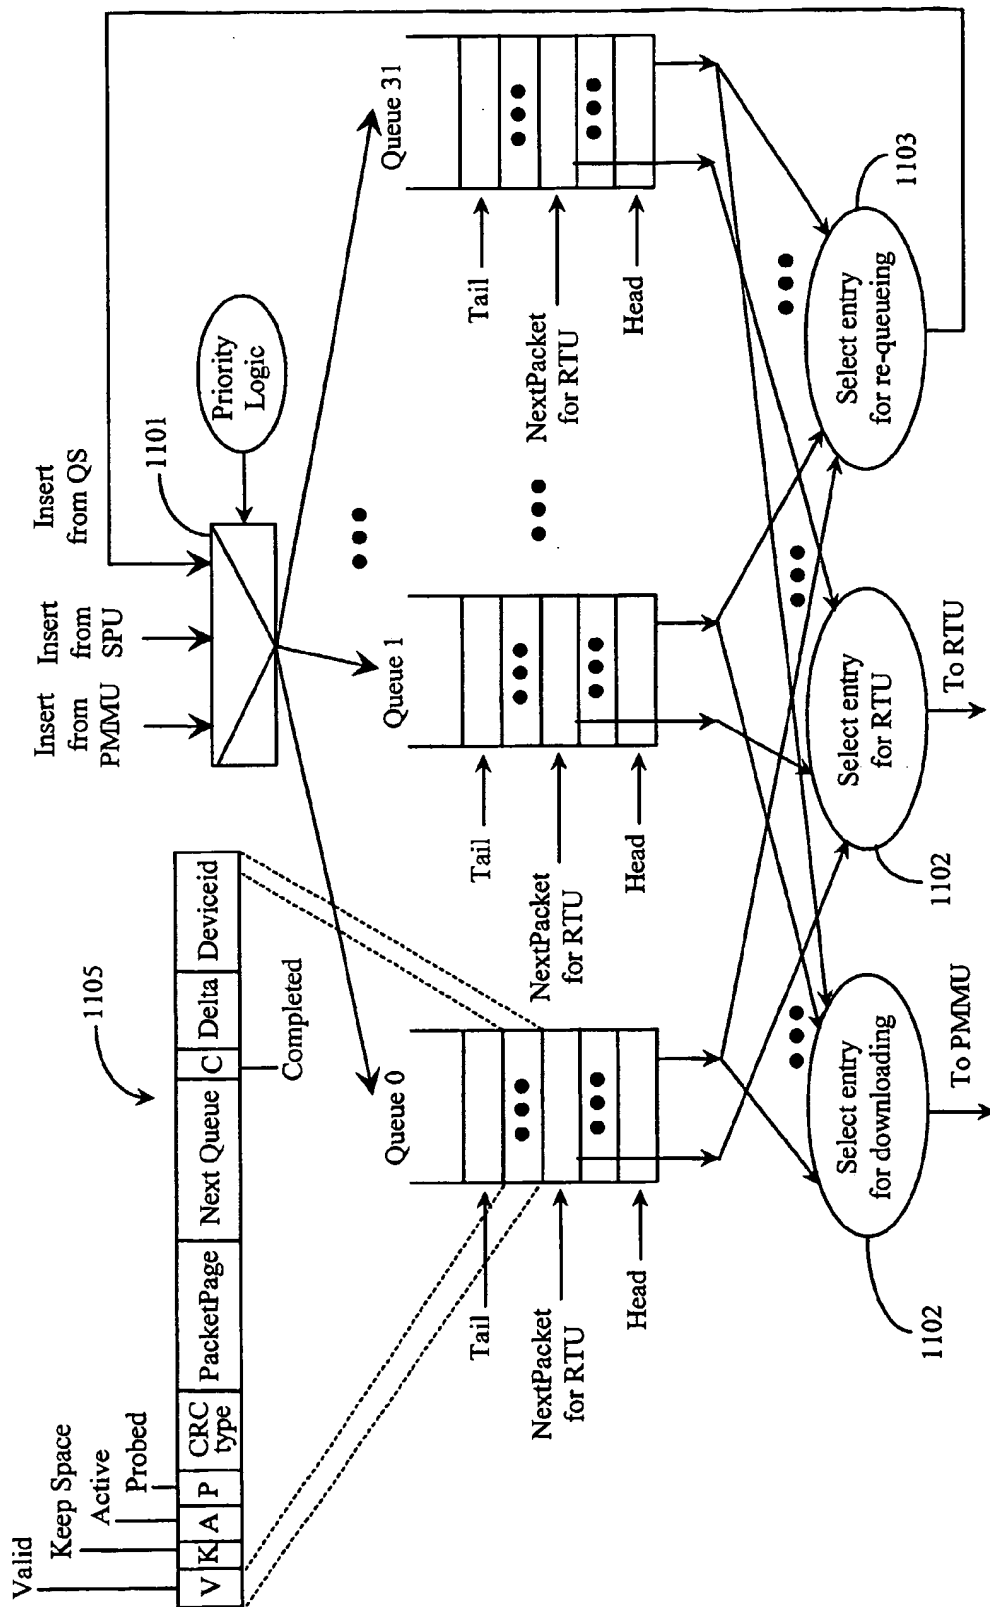 Valid
Keep Space
Active
Probed
1105
V
K
A
P
CRC
type
PacketPage
Next Queue
C
Delta
Deviceid
Completed
Insert
from
PMMU
Insert
from
SPU
Insert
from QS
1101
Priority
Logic
Queue 0
Queue 1
Queue 31
Tail
NextPacket
for RTU
Head
Tail
NextPacket
for RTU
Head
Tail
NextPacket
for RTU
Head
Select entry
for downloading
Select entry
for RTU
Select entry
for re-queueing
1102
1102
1103
To PMMU
To RTU